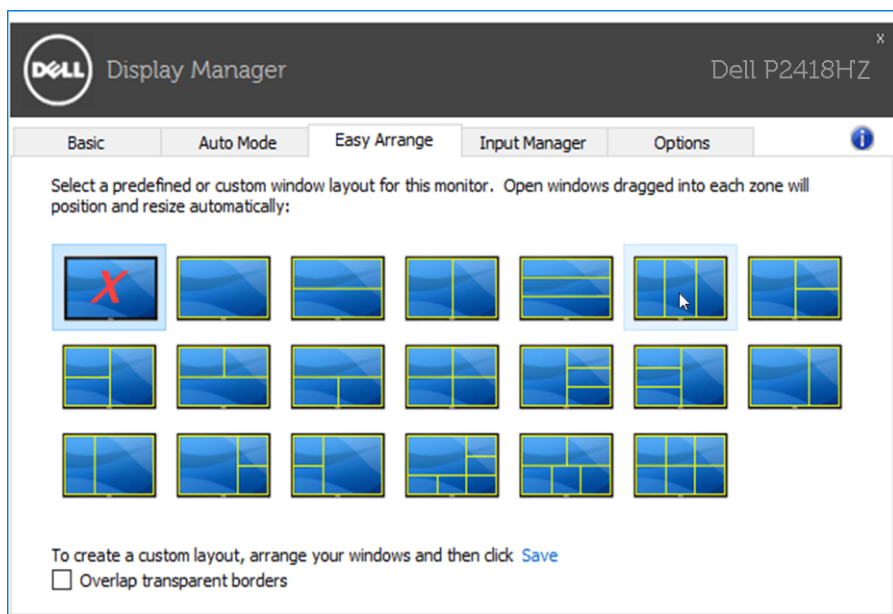 x
DELL Display Manager Dell P2418HZ
Basic Auto Mode Easy Arrange Input Manager Options i
Select a predefined or custom window layout for this monitor. Open windows dragged into each zone will
position and resize automatically:
X
To create a custom layout, arrange your windows and then click Save
Overlap transparent borders